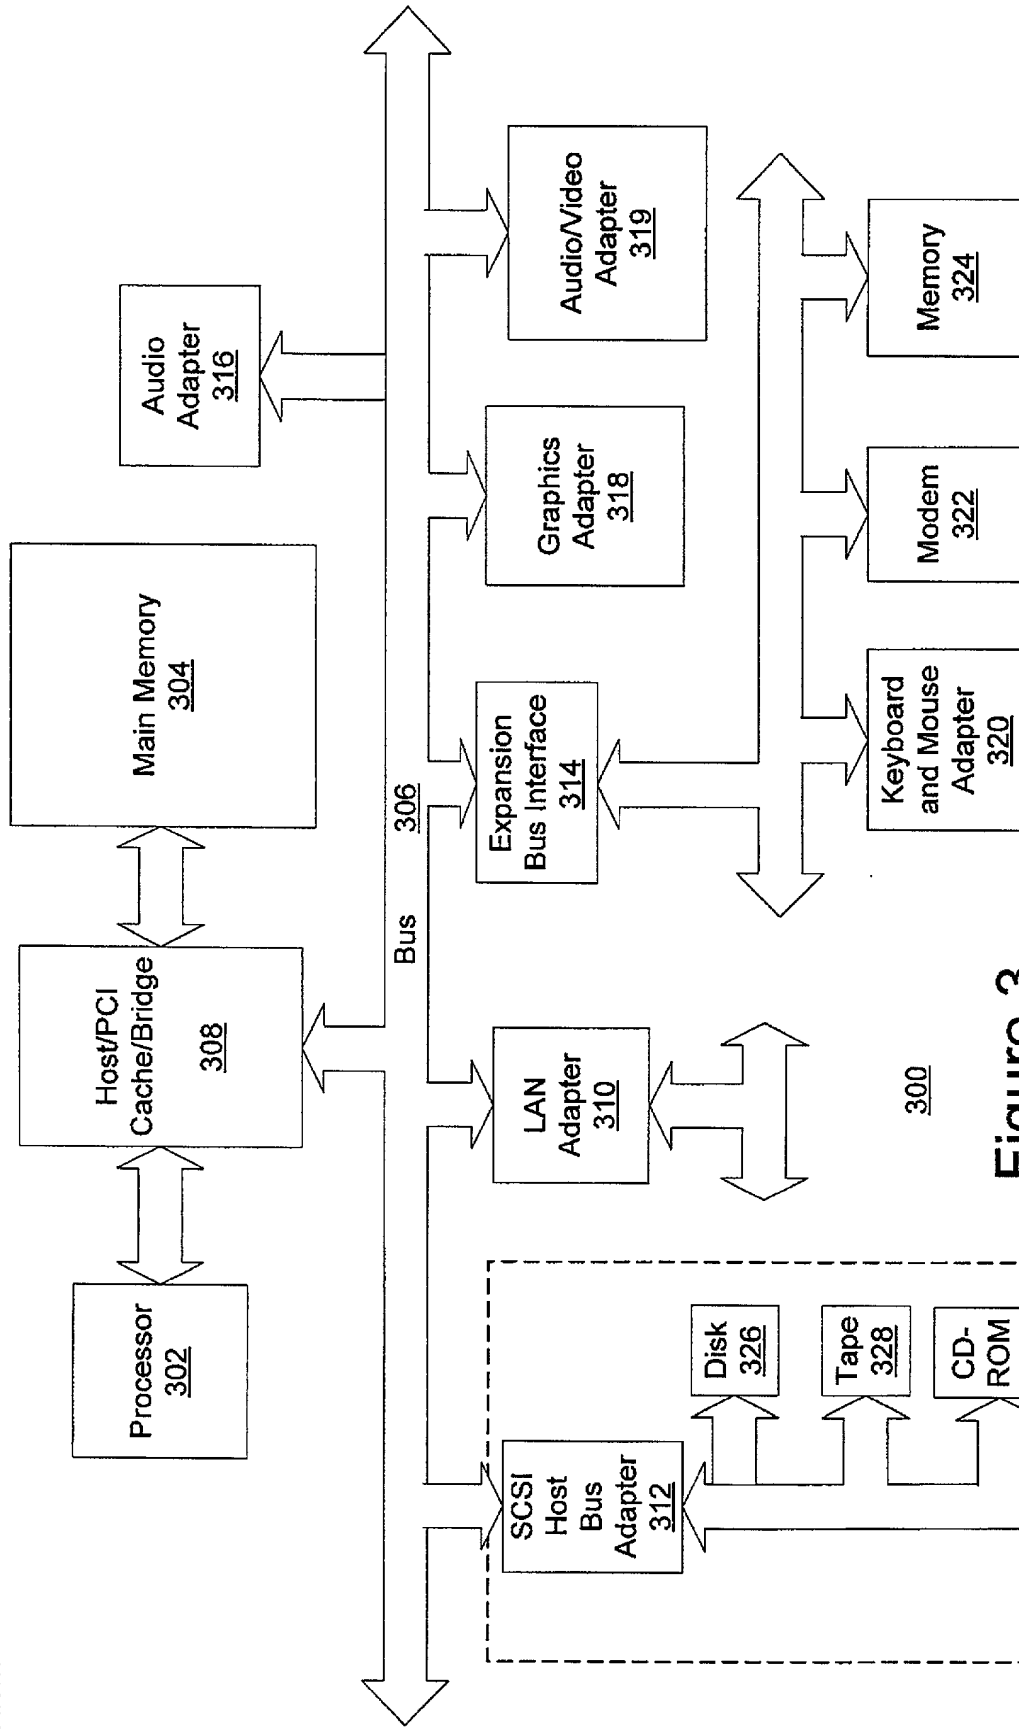 Processor
302
Host/PCI
Cache/Bridge
308
Main Memory
304
Audio
Adapter
316
Bus 306
SCSI
Host
Bus
Adapter
312
LAN
Adapter
310
Expansion
Bus Interface
314
Graphics
Adapter
318
Audio/Video
Adapter
319
Disk
326
Tape
328
CD-
ROM
300
Keyboard
and Mouse
Adapter
320
Modem
322
Memory
324
Figure 3